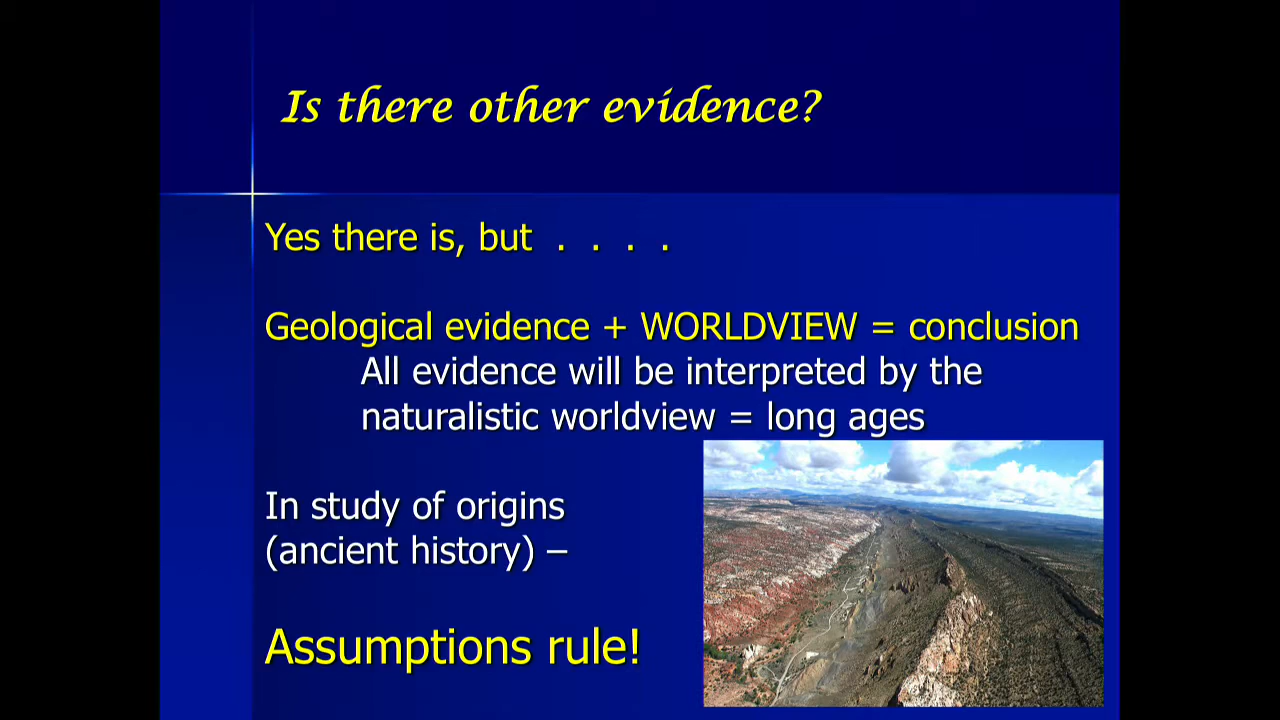 Is there other evidence?
Yes there is, but . . . .
Geological evidence + WORLDVIEW = conclusion
All evidence will be interpreted by the
naturalistic worldview = long ages
In study of origins
(ancient history) –
Assumptions rule!